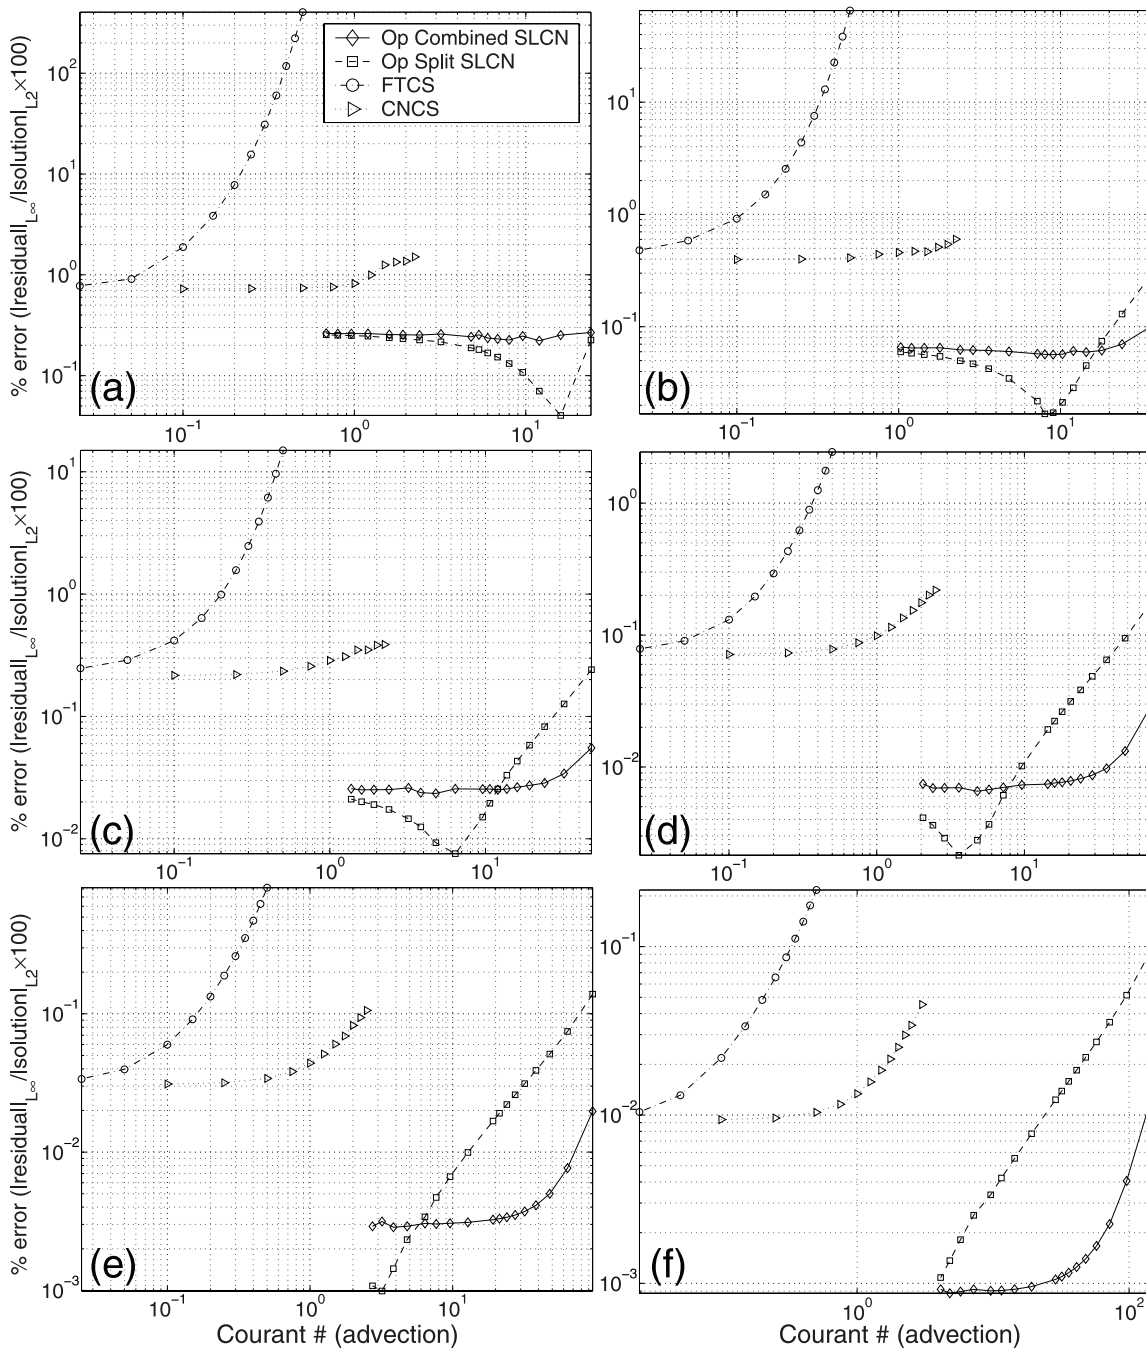 Op Combined SLCN
Op Split SLCN
FTCS
CNCS
% error (|residual|L∞/|solution|L2×100)
10^2
10^1
10^0
10^-1
(a)
10^-1
10^0
10^1
10^1
10^0
10^-1
(b)
10^-1
10^0
10^1
% error (|residual|L∞/|solution|L2×100)
10^1
10^0
10^-1
10^-2
(c)
10^-1
10^0
10^1
10^0
10^-1
10^-2
(d)
10^-1
10^0
10^1
% error (|residual|L∞/|solution|L2×100)
10^-1
10^-2
10^-3
(e)
10^-1
10^0
10^1
Courant # (advection)
10^-1
10^-2
10^-3
(f)
10^0
10^2
Courant # (advection)